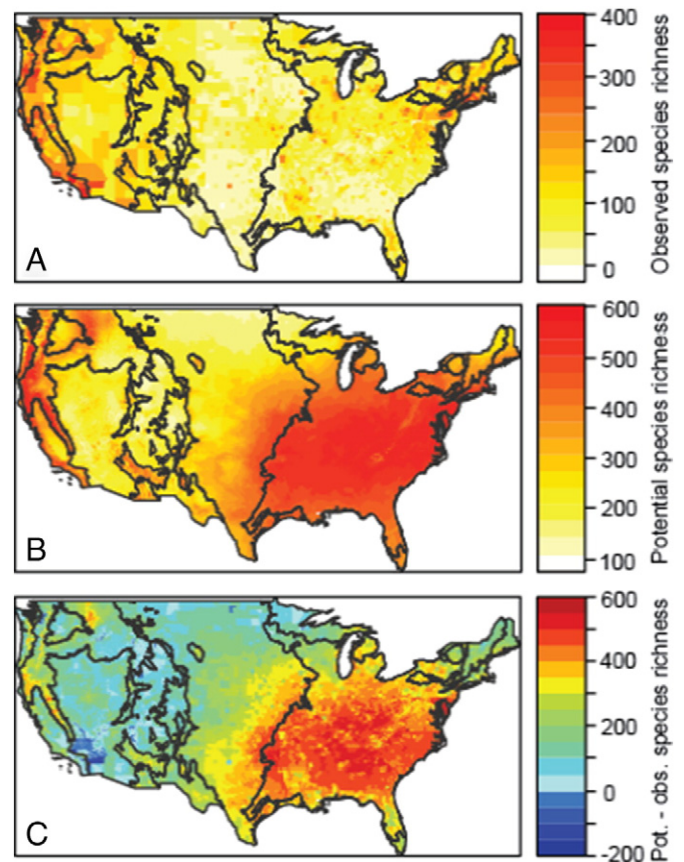 A
400
300
200
100
0
Observed species richness
B
600
500
400
300
200
100
Potential species richness
C
600
400
200
0
-200
Pot. - obs. species richness